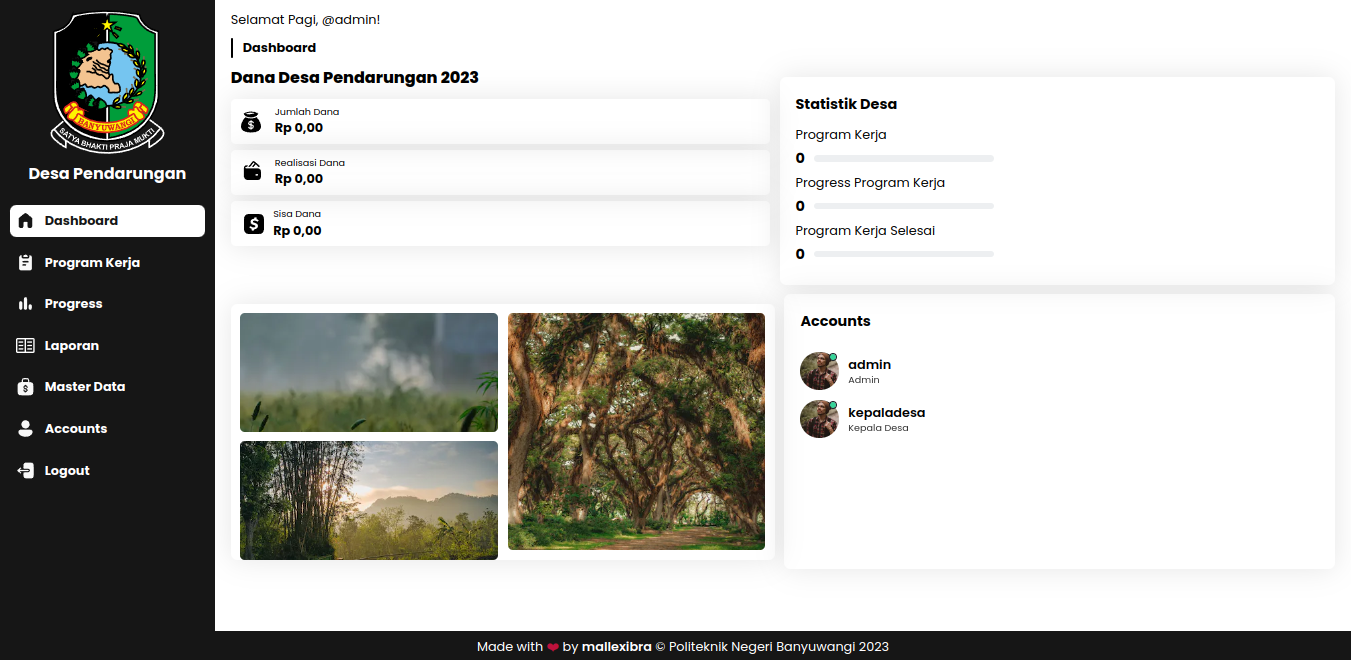 BANYUWANGI
SATYA BHAKTI PRAJA MUKTI
Desa Pendarungan
Dashboard
Program Kerja
Progress
Laporan
Master Data
Accounts
Logout
Selamat Pagi, @admin!
Dashboard
Dana Desa Pendarungan 2023
Jumlah Dana
Rp 0,00
Realisasi Dana
Rp 0,00
Sisa Dana
Rp 0,00
Statistik Desa
Program Kerja
0
Progress Program Kerja
0
Program Kerja Selesai
0
Accounts
admin
Admin
kepaladesa
Kepala Desa
Made with ❤ by mallexibra © Politeknik Negeri Banyuwangi 2023